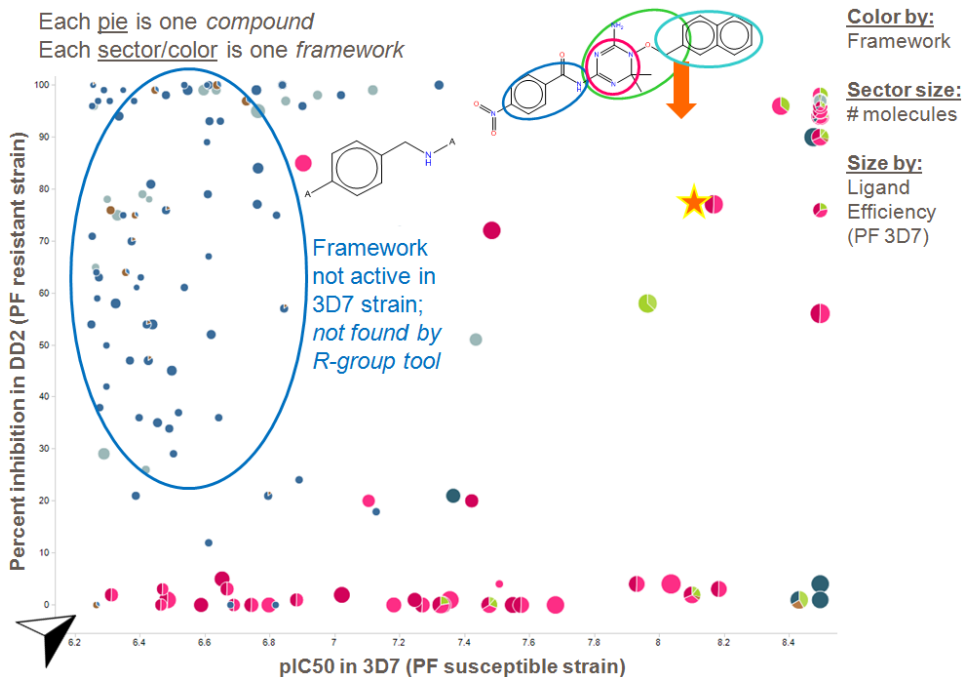 Each pie is one compound
Each sector/color is one framework
Color by:
Framework
Sector size:
# molecules
Size by:
Ligand
Efficiency
(PF 3D7)
NH₂
N
N
O
N
O
N
H
N⁺
O
O⁻
A
NH
A
Framework
not active in
3D7 strain;
not found by
R-group tool
Percent inhibition in DD2 (PF resistant strain)
100
90
80
70
60
50
40
30
20
10
0
6.2
6.4
6.6
6.8
7
7.2
7.4
7.6
7.8
8
8.2
8.4
pIC50 in 3D7 (PF susceptible strain)